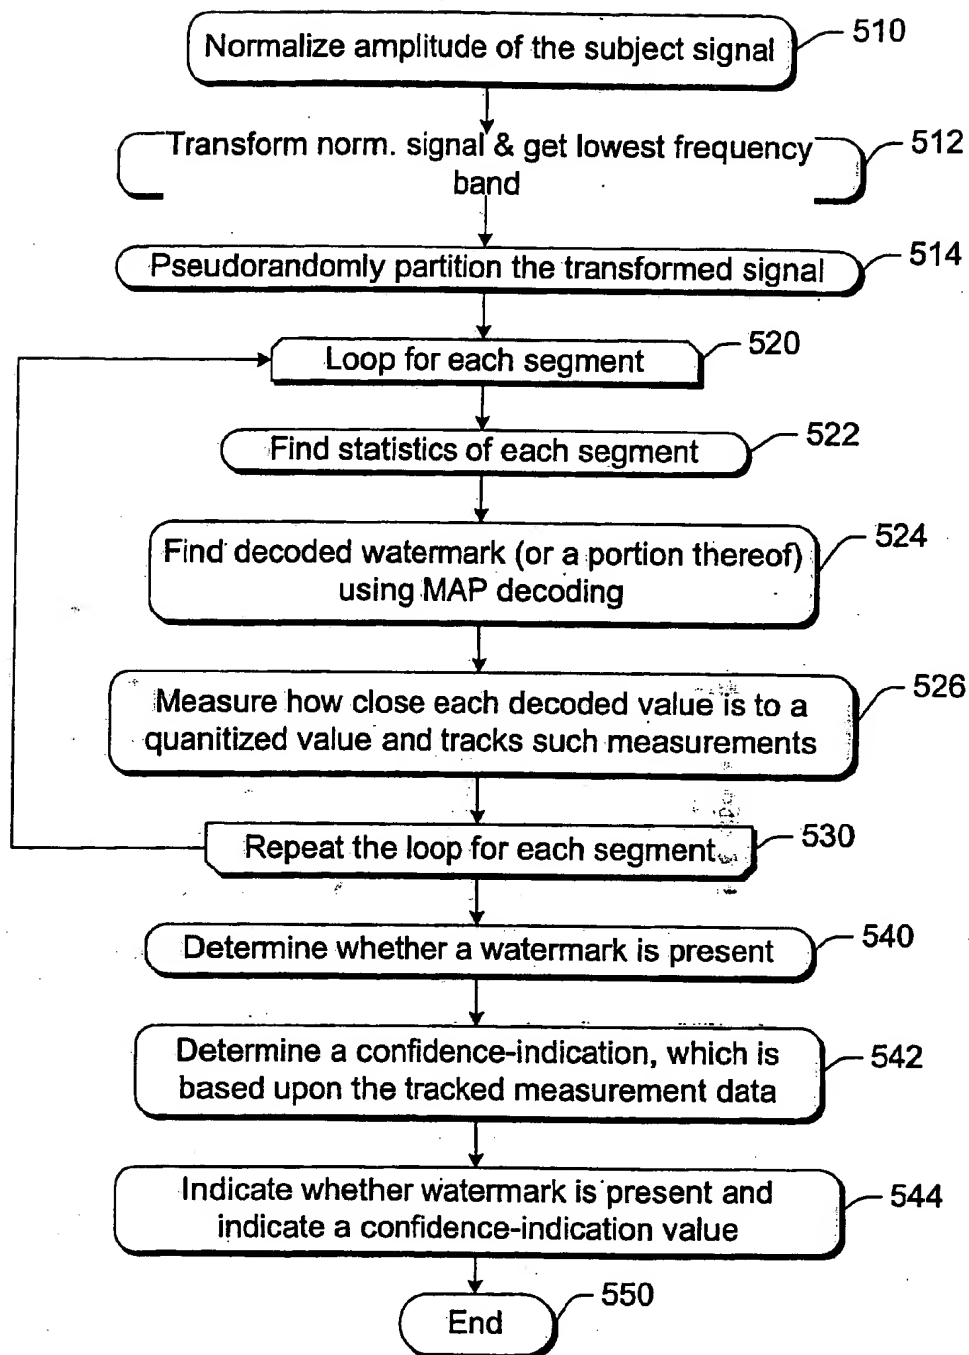 Normalize amplitude of the subject signal
510
Transform norm. signal & get lowest frequency
band
512
Pseudorandomly partition the transformed signal
514
Loop for each segment
520
Find statistics of each segment
522
Find decoded watermark (or a portion thereof)
using MAP decoding
524
Measure how close each decoded value is to a
quanitized value and tracks such measurements
526
Repeat the loop for each segment
530
Determine whether a watermark is present
540
Determine a confidence-indication, which is
based upon the tracked measurement data
542
Indicate whether watermark is present and
indicate a confidence-indication value
544
End
550